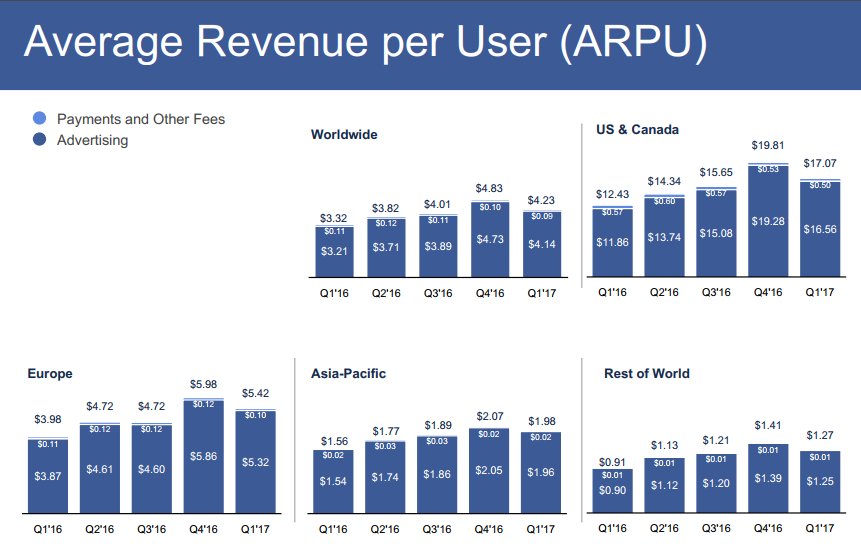 Average Revenue per User (ARPU)
Payments and Other Fees
Advertising
Worldwide
$3.32 $3.82 $4.01 $4.83 $4.23
$0.11 $0.12 $0.11 $0.10 $0.09
$3.21 $3.71 $3.89 $4.73 $4.14
Q1'16 Q2'16 Q3'16 Q4'16 Q1'17
US & Canada
$12.43 $14.34 $15.65 $19.81 $17.07
$0.57 $0.60 $0.57 $0.53 $0.50
$11.86 $13.74 $15.08 $19.28 $16.56
Q1'16 Q2'16 Q3'16 Q4'16 Q1'17
Europe
$3.98 $4.72 $4.72 $5.98 $5.42
$0.11 $0.12 $0.12 $0.12 $0.10
$3.87 $4.61 $4.60 $5.86 $5.32
Q1'16 Q2'16 Q3'16 Q4'16 Q1'17
Asia-Pacific
$1.56 $1.77 $1.89 $2.07 $1.98
$0.02 $0.03 $0.03 $0.02 $0.02
$1.54 $1.74 $1.86 $2.05 $1.96
Q1'16 Q2'16 Q3'16 Q4'16 Q1'17
Rest of World
$0.91 $1.13 $1.21 $1.41 $1.27
$0.01 $0.01 $0.01 $0.01 $0.01
$0.90 $1.12 $1.20 $1.39 $1.25
Q1'16 Q2'16 Q3'16 Q4'16 Q1'17